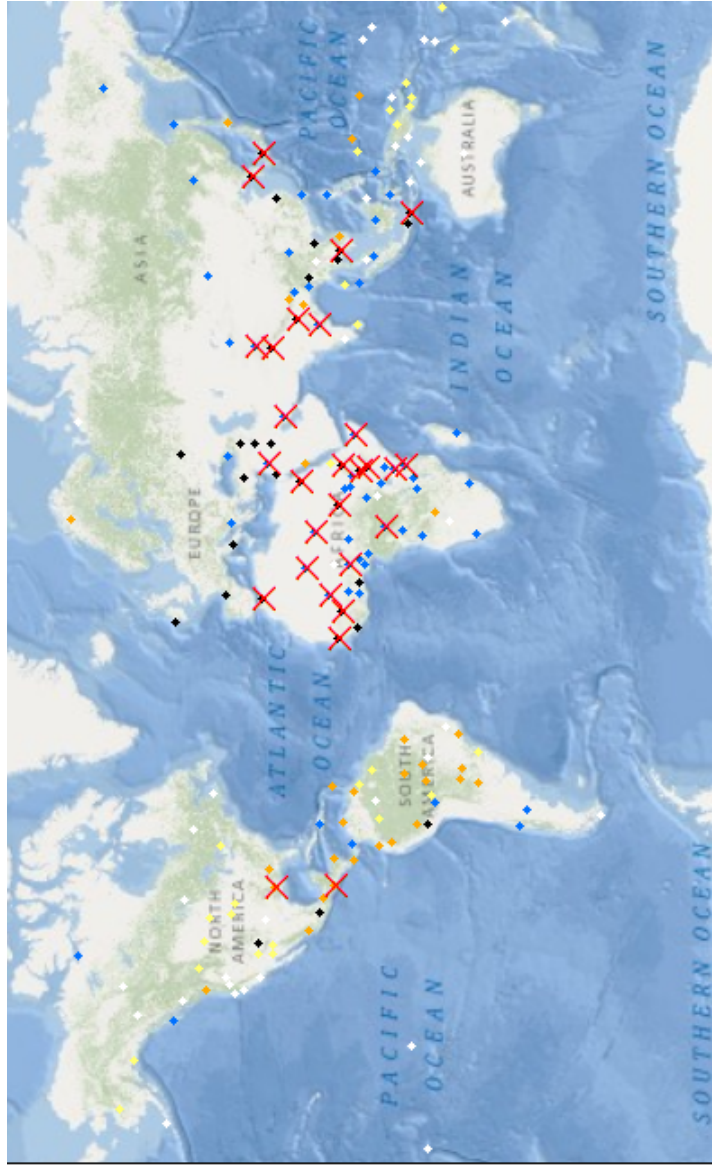 ASIA
EUROPE
NORTH
AMERICA
ATLANTIC
OCEAN
PACIFIC
OCEAN
AFRICA
PACIFIC
OCEAN
SOUTH
AMERICA
INDIAN
OCEAN
AUSTRALIA
SOUTHERN OCEAN
SOUTHERN OCEAN